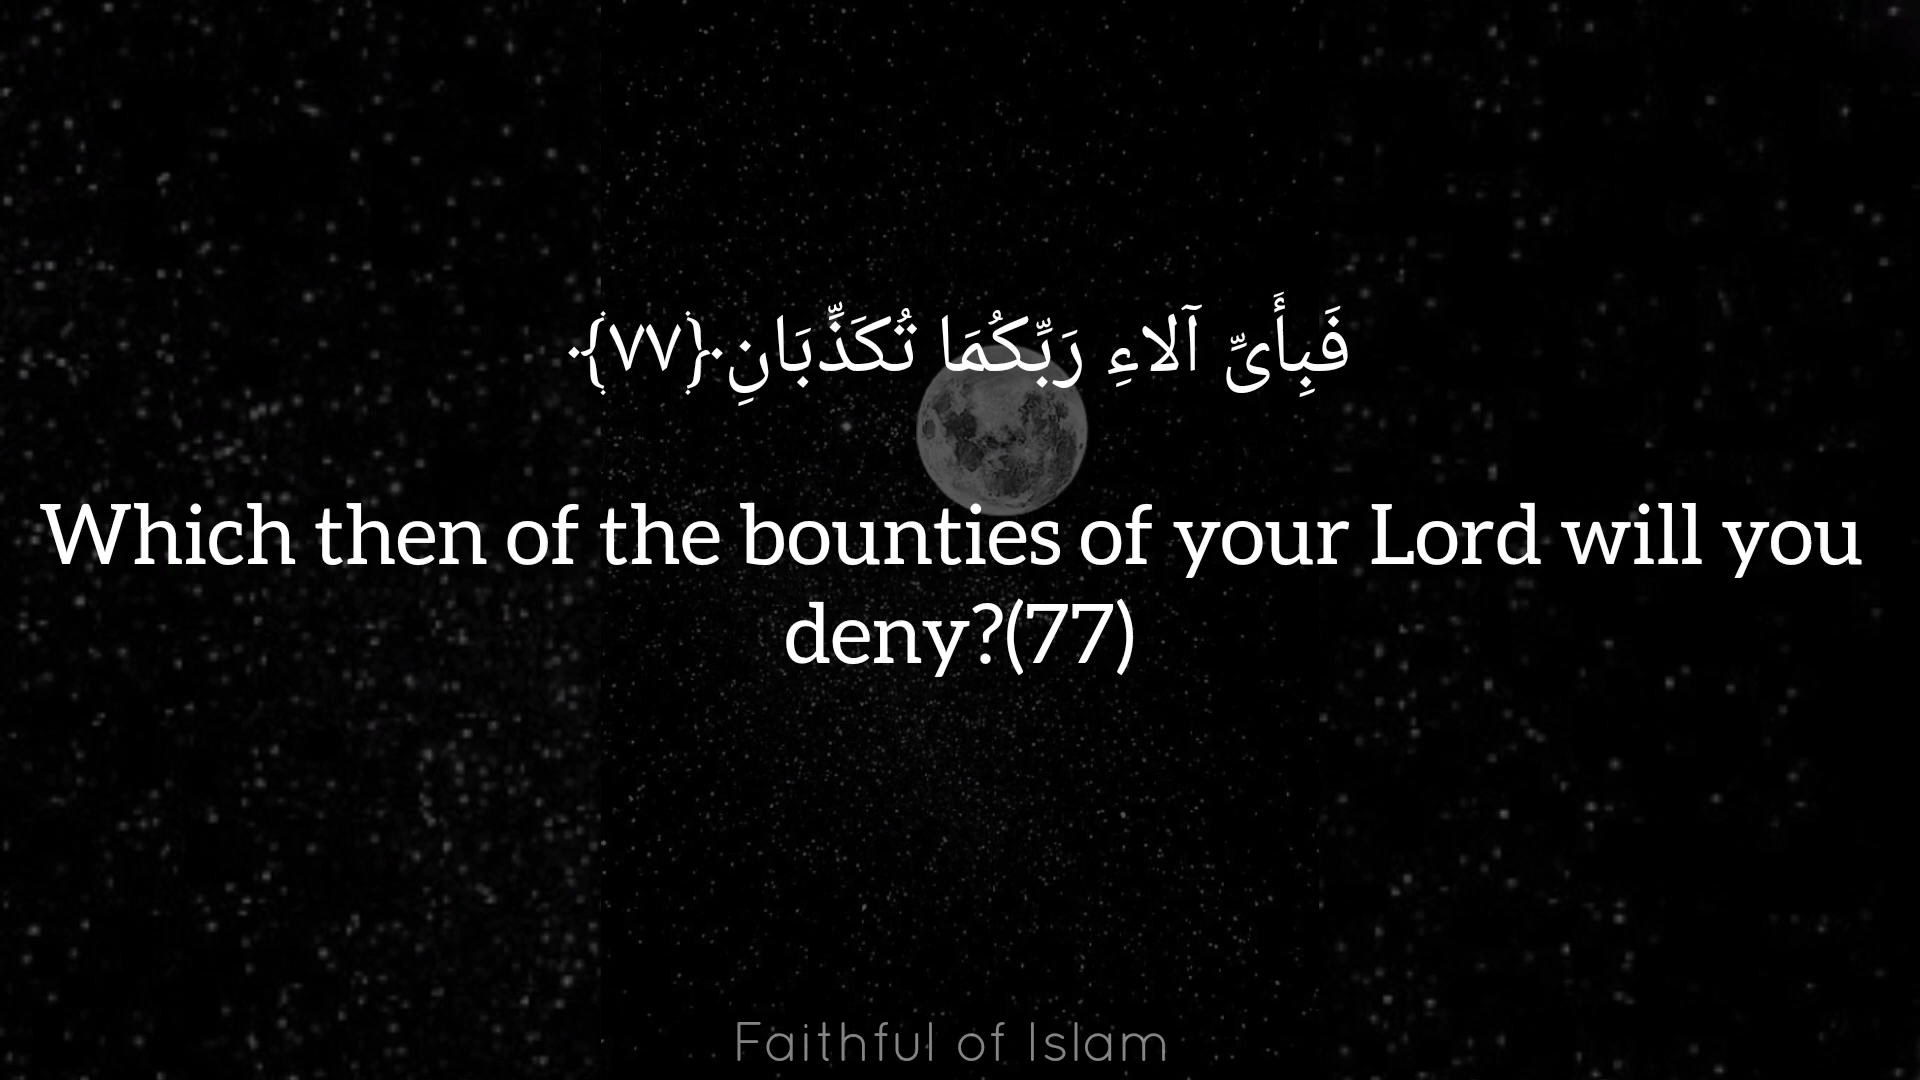 فَبِأَىِّ آلاءِ رَبِّكُمَا تُكَذِّبَانِ ﴿٧٧﴾
Which then of the bounties of your Lord will you
deny?(77)
Faithful of Islam